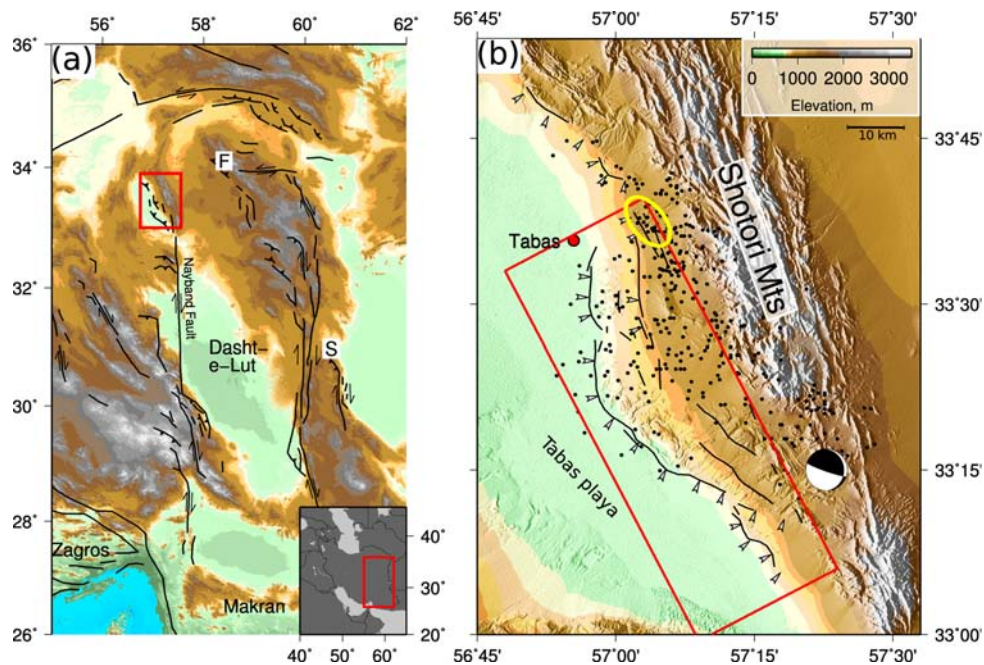 56° 58° 60° 62°
(a)
36°
34°
32°
30°
28°
26°
F
Nayband Fault
Dasht-
e-Lut
S
Zagros
Makran
40°
30°
20°
40° 60°
56°45' 57°00' 57°15' 57°30'
(b)
0 1000 2000 3000
Elevation, m
10 km
33°45'
33°30'
33°15'
33°00'
Shotori Mts
Tabas
Tabas playa
56°45' 57°00' 57°15' 57°30'